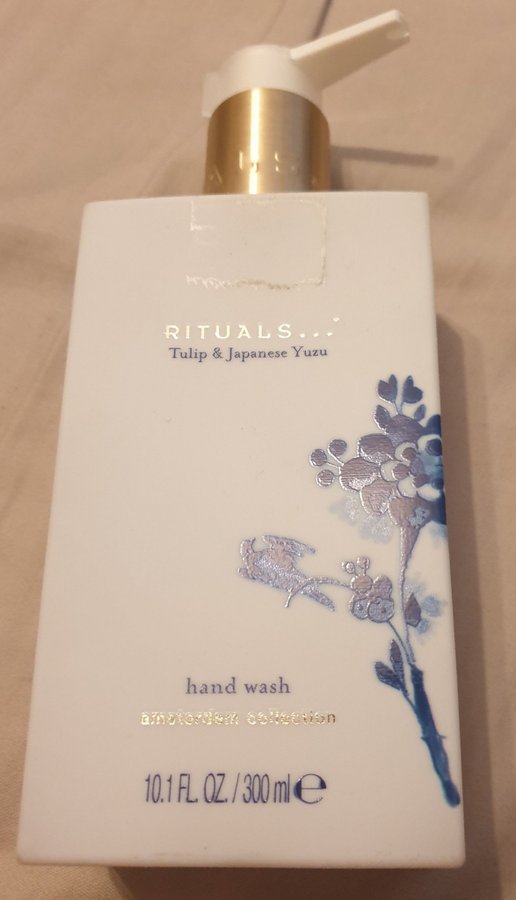 RITUALS...
Tulip & Japanese Yuzu
hand wash
amsterdam collection
10.1 FL. OZ. / 300 ml ℮